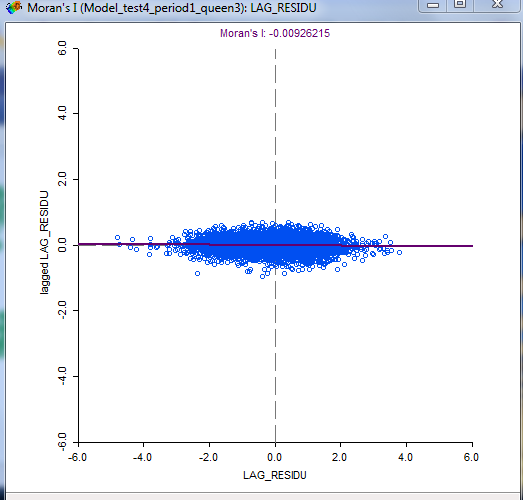 Moran's I (Model_test4_period1_queen3): LAG_RESIDU
Moran's I: -0.00926215
6.0
4.0
2.0
0.0
-2.0
-4.0
-6.0
lagged LAG_RESIDU
-6.0 -4.0 -2.0 0.0 2.0 4.0 6.0
LAG_RESIDU